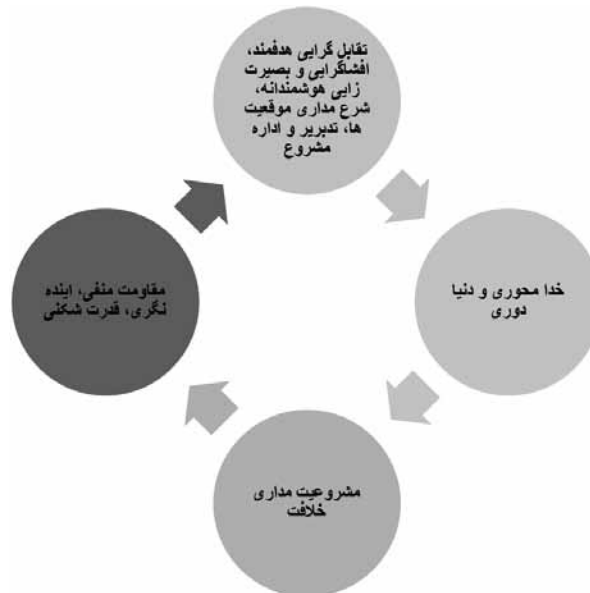 تقابل گرایی هدفمند،
افشاگرایی و بصیرت
زایی هوشمندانه،
شرع مداری موقعیت
ها، تدبریر و اداره
مشروع
خدا محوری و دنیا
دوری
مشروعیت مداری
خلافت
مقاومت منفی، اینده
نگری، قدرت شکنی